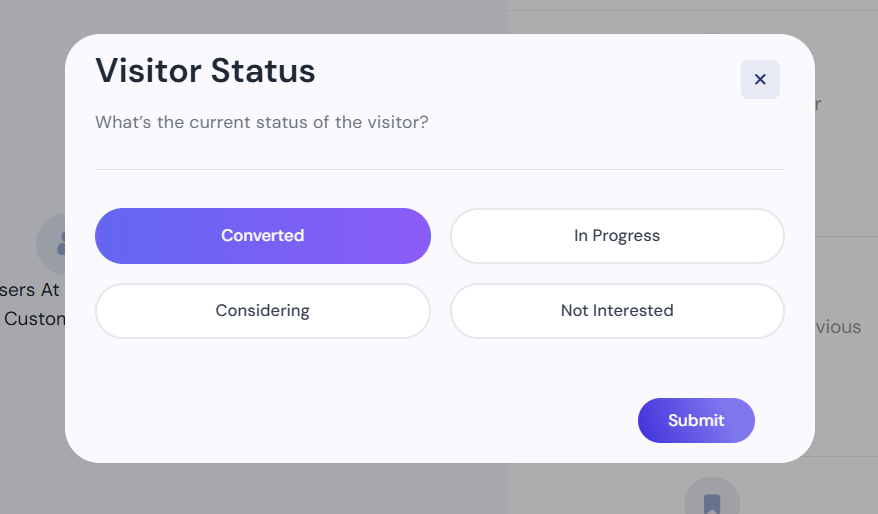 Visitor Status
What's the current status of the visitor?
Converted
In Progress
Considering
Not Interested
Submit
sers At
Custon
vious
r